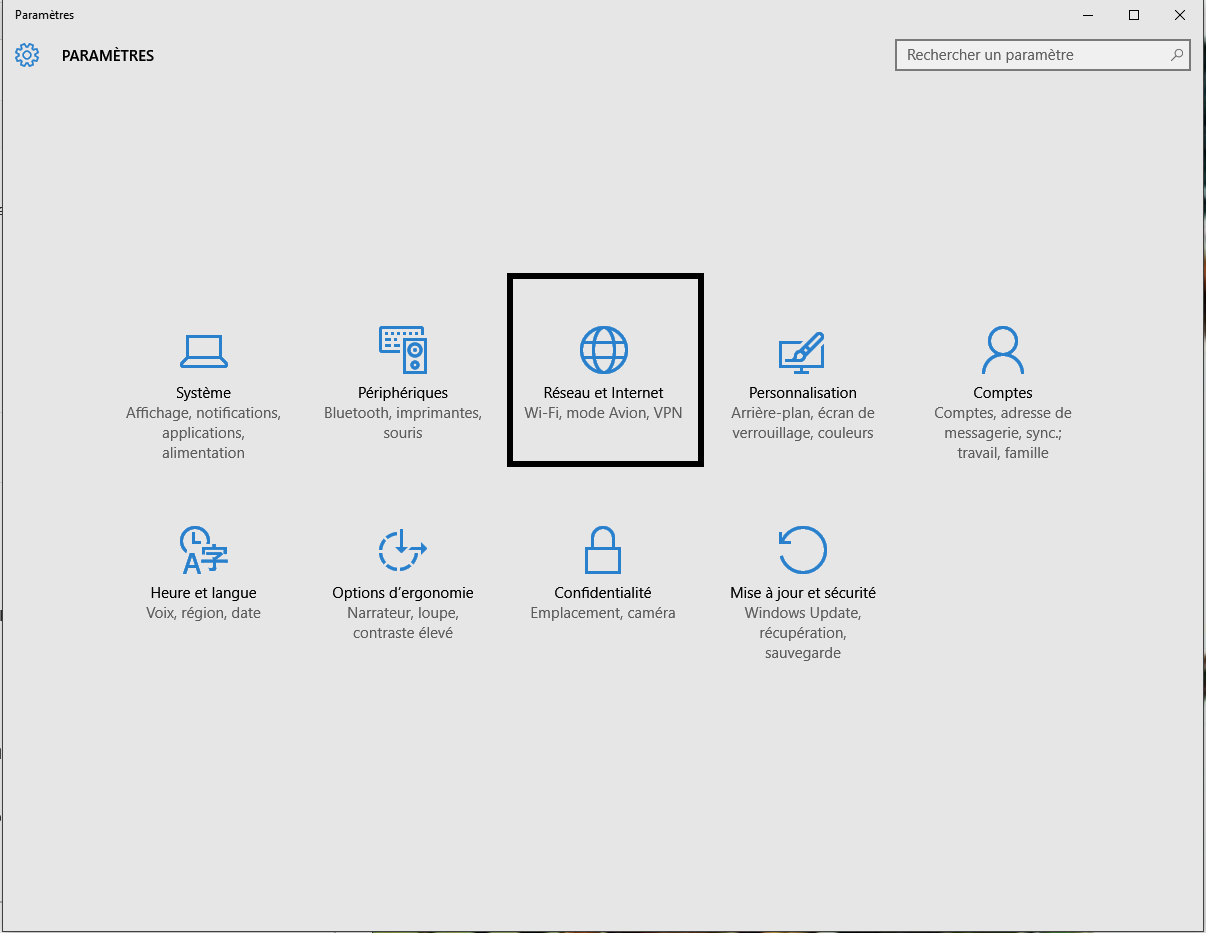 Paramètres
PARAMÈTRES
Rechercher un paramètre
Système
Affichage, notifications,
applications,
alimentation
Périphériques
Bluetooth, imprimantes,
souris
Réseau et Internet
Wi-Fi, mode Avion, VPN
Personnalisation
Arrière-plan, écran de
verrouillage, couleurs
Comptes
Comptes, adresse de
messagerie, sync.;
travail, famille
A字
Heure et langue
Voix, région, date
Options d’ergonomie
Narrateur, loupe,
contraste élevé
Confidentialité
Emplacement, caméra
Mise à jour et sécurité
Windows Update,
récupération,
sauvegarde